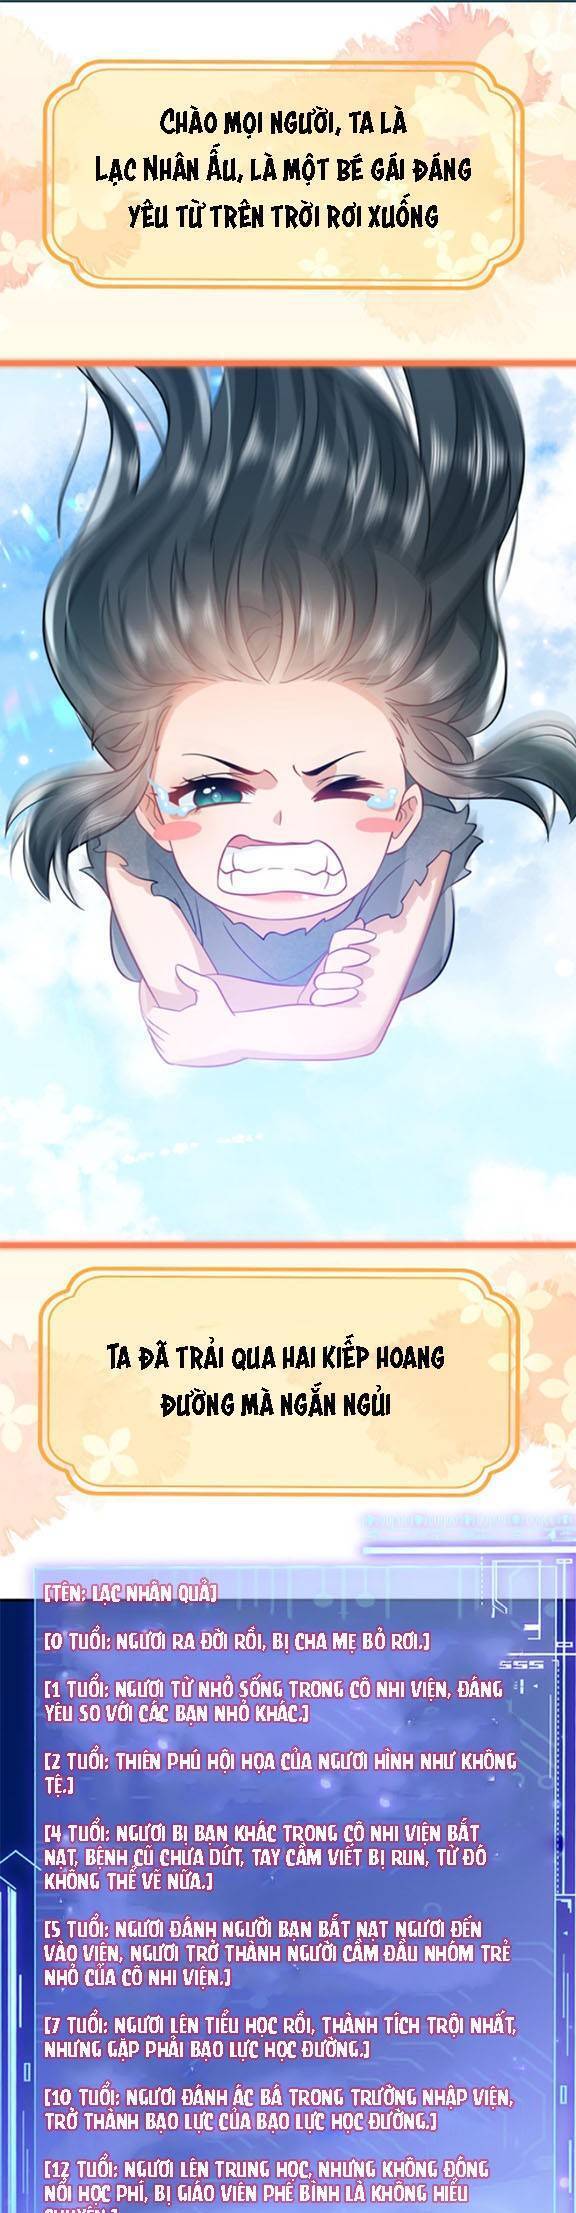 CHÀO MỌI NGƯỜI, TA LÀ
LẠC NHÂN ẤU, LÀ MỘT BÉ GÁI ĐÁNG
YÊU TỪ TRÊN TRỜI RƠI XUỐNG
TA ĐÃ TRẢI QUA HAI KIẾP HOANG
ĐƯỜNG MÀ NGẮN NGỦI
[TÊN: LẠC NHÂN QUẢ]
[0 TUỔI: NGƯƠI RA ĐỜI RỒI, BỊ CHA MẸ BỎ RƠI.]
SSS
[1 TUỔI: NGƯƠI TỪ NHỎ SỐNG TRONG CÔ NHI VIỆN, ĐÁNG
YÊU SO VỚI CÁC BẠN NHỎ KHÁC.]
[2 TUỔI: THIÊN PHÚ HỘI HỌA CỦA NGƯƠI HÌNH NHƯ KHÔNG
TỆ.]
[4 TUỔI: NGƯƠI BỊ BẠN KHÁC TRONG CÔ NHI VIỆN BẮT
NẠT, BỆNH CŨ CHƯA DỨT, TAY CẦM VIẾT BỊ RUN, TỪ ĐÓ
KHÔNG THỂ VẼ NỮA.]
[5 TUỔI: NGƯƠI ĐÁNH NGƯỜI BẠN BẮT NẠT NGƯƠI ĐẾN
VÀO VIỆN, NGƯƠI TRỞ THÀNH NGƯỜI CẦM ĐẦU NHÓM TRẺ
NHỎ CỦA CÔ NHI VIỆN.]
[7 TUỔI: NGƯƠI LÊN TIỂU HỌC RỒI, THÀNH TÍCH TRỘI NHẤT,
NHƯNG GẶP PHẢI BẠO LỰC HỌC ĐƯỜNG.]
[10 TUỔI: NGƯƠI ĐÁNH ÁC BÁ TRONG TRƯỜNG NHẬP VIỆN,
TRỞ THÀNH BẠO LỰC CỦA BẠO LỰC HỌC ĐƯỜNG.]
[12 TUỔI: NGƯƠI LÊN TRUNG HỌC, NHƯNG KHÔNG ĐÓNG
NỔI HỌC PHÍ, BỊ GIÁO VIÊN PHÊ BÌNH LÀ KHÔNG HIỂU